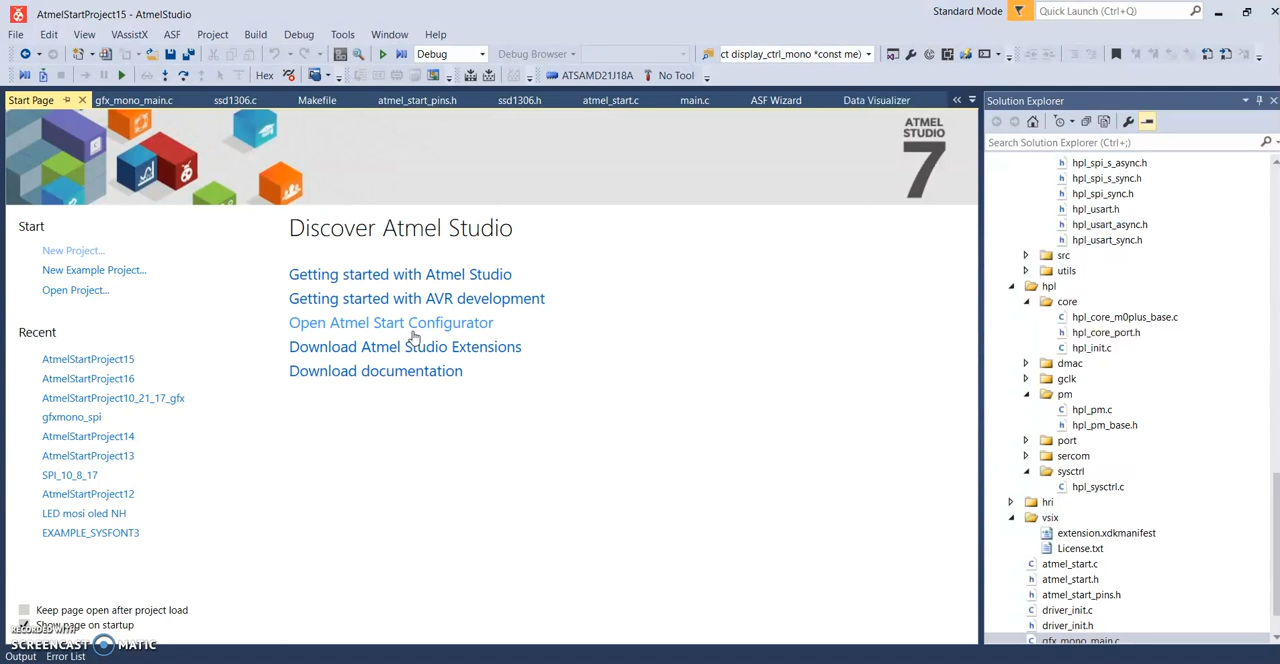 AtmelStartProject15 - AtmelStudio
Standard Mode
Quick Launch (Ctrl+Q)
File Edit View VAssistX ASF Project Build Debug Tools Window Help
Debug
Debug Browser
ct display_ctrl_mono *const me)
Hex
ATSAMD21J18A
No Tool
Start Page
gfx_mono_main.c
ssd1306.c
Makefile
atmel_start_pins.h
ssd1306.h
atmel_start.c
main.c
ASF Wizard
Data Visualizer
ATMEL
STUDIO
7
Start
New Project...
New Example Project...
Open Project...
Recent
AtmelStartProject15
AtmelStartProject16
AtmelStartProject10_21_17_gfx
gfxmono_spi
AtmelStartProject14
AtmelStartProject13
SPI_10_8_17
AtmelStartProject12
LED mosi oled NH
EXAMPLE_SYSFONT3
Keep page open after project load
Show page on startup
Discover Atmel Studio
Getting started with Atmel Studio
Getting started with AVR development
Open Atmel Start Configurator
Download Atmel Studio Extensions
Download documentation
Solution Explorer
Search Solution Explorer (Ctrl+;)
hpl_spi_s_async.h
hpl_spi_s_sync.h
hpl_spi_sync.h
hpl_usart.h
hpl_usart_async.h
hpl_usart_sync.h
src
utils
hpl
core
hpl_core_m0plus_base.c
hpl_core_port.h
hpl_init.c
dmac
gclk
pm
hpl_pm.c
hpl_pm_base.h
port
sercom
sysctrl
hpl_sysctrl.c
hri
vsix
extension.xdkmanifest
License.txt
atmel_start.c
atmel_start.h
atmel_start_pins.h
driver_init.c
driver_init.h
gfx_mono_main.c
RECORDED WITH
SCREENCAST MATIC
Output Error List